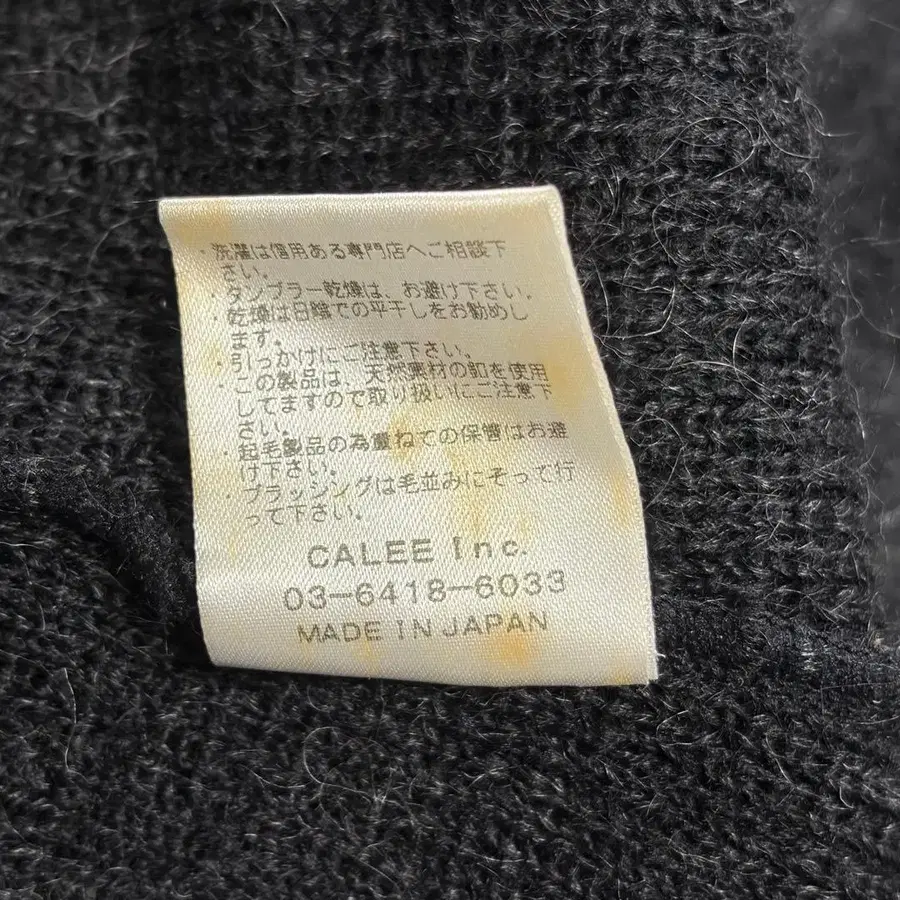 ・洗濯は信用ある専門店へご相談下
さい。
・タンブラー乾燥は、お避け下さい。
・乾燥は日陰での平干しをお勧めし
ます。
・引っかけにご注意下さい。
・この製品は、天然素材の釦を使用
してますので取り扱いにご注意下
さい。
・起毛製品の為重ねての保管はお避
け下さい。
・ブラッシングは毛並みにそって行
って下さい。
CALEE Inc.
03-6418-6033
MADE IN JAPAN